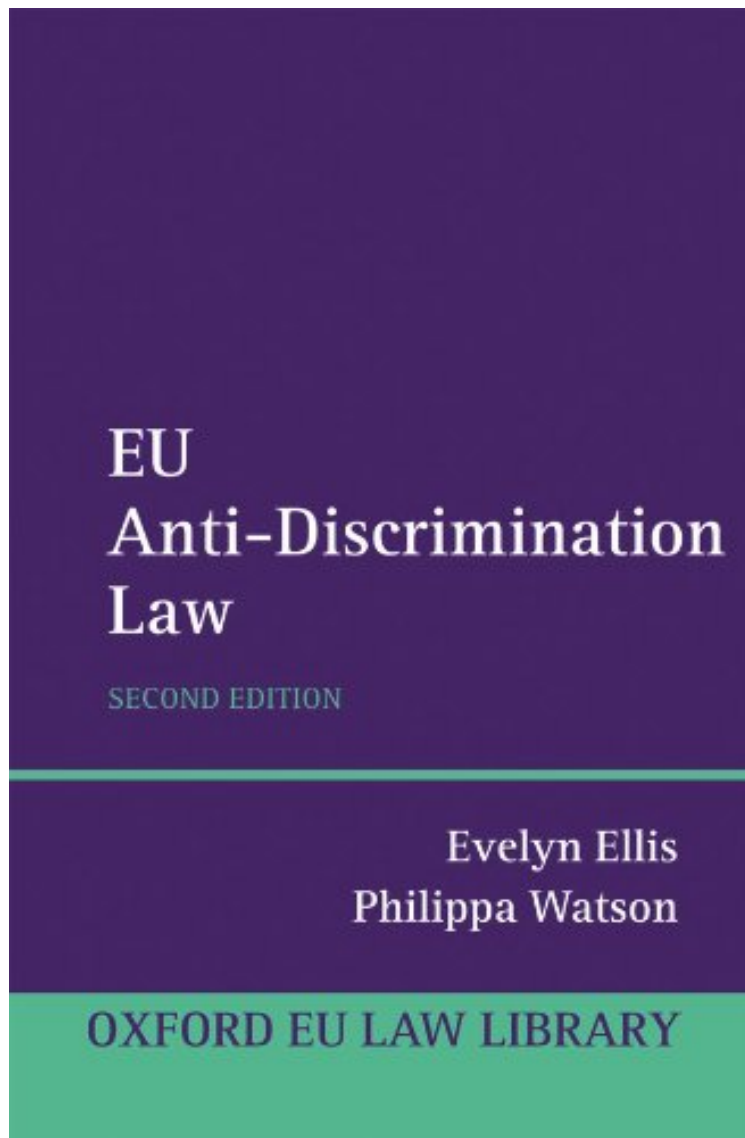 EU
Anti-Discrimination
Law
SECOND EDITION
Evelyn Ellis
Philippa Watson
OXFORD EU LAW LIBRARY